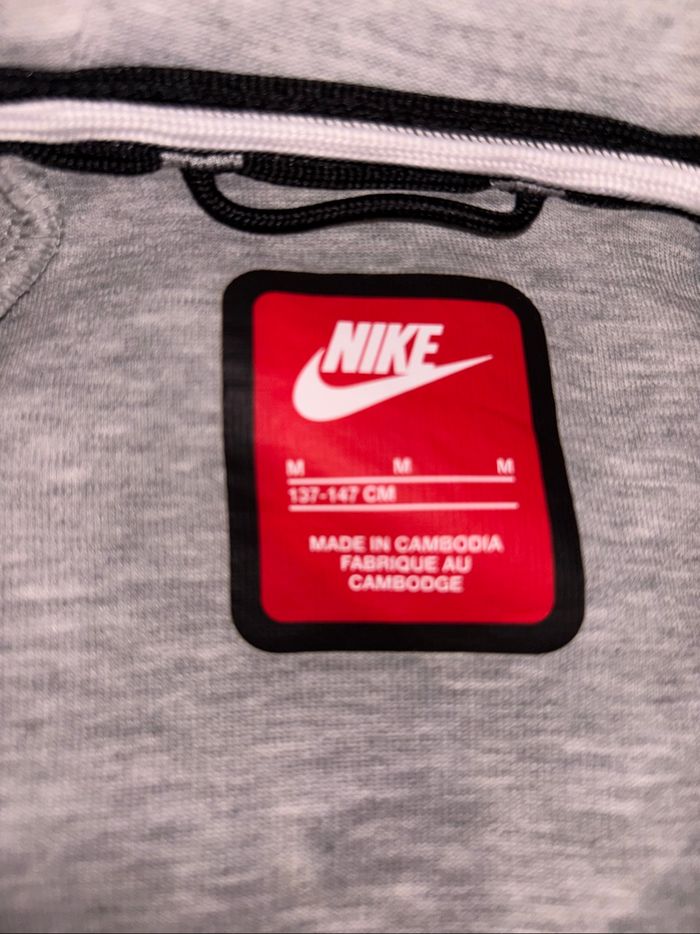 NIKE
M M M
137-147 CM
MADE IN CAMBODIA
FABRIQUE AU
CAMBODGE